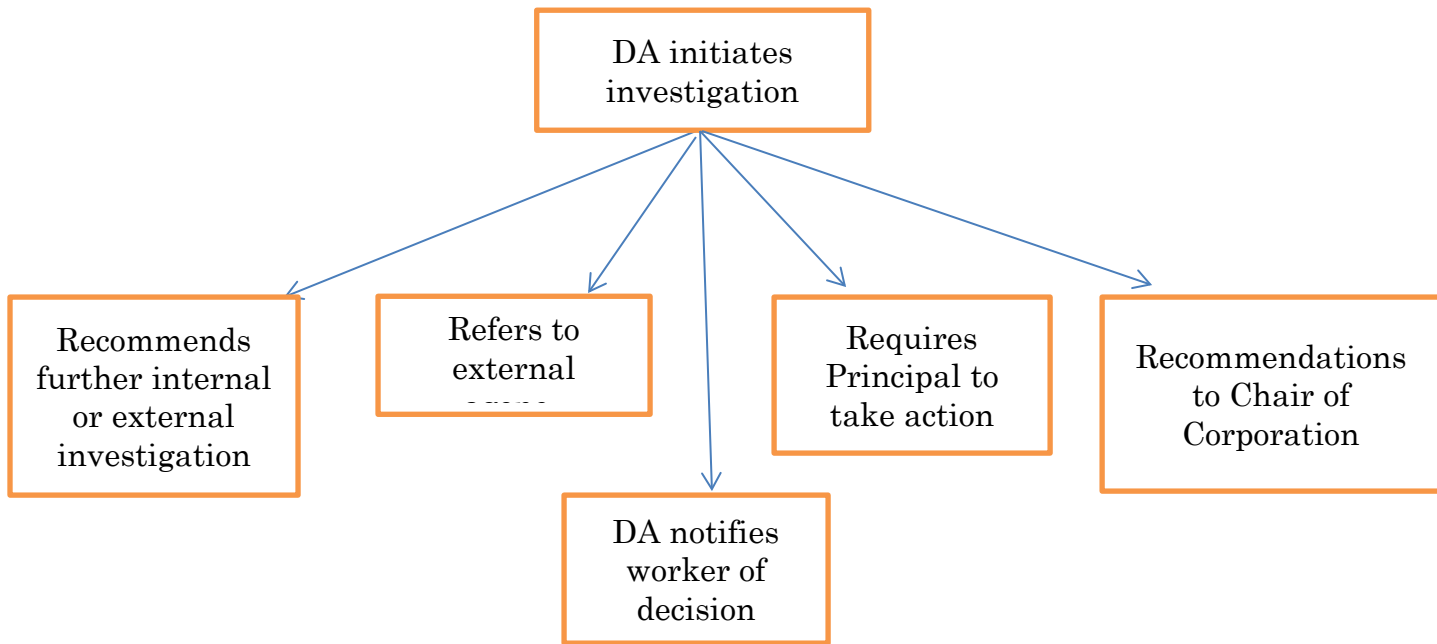 DA initiates
investigation
Recommends
further internal
or external
investigation
Refers to
external
Requires
Principal to
take action
Recommendations
to Chair of
Corporation
DA notifies
worker of
decision